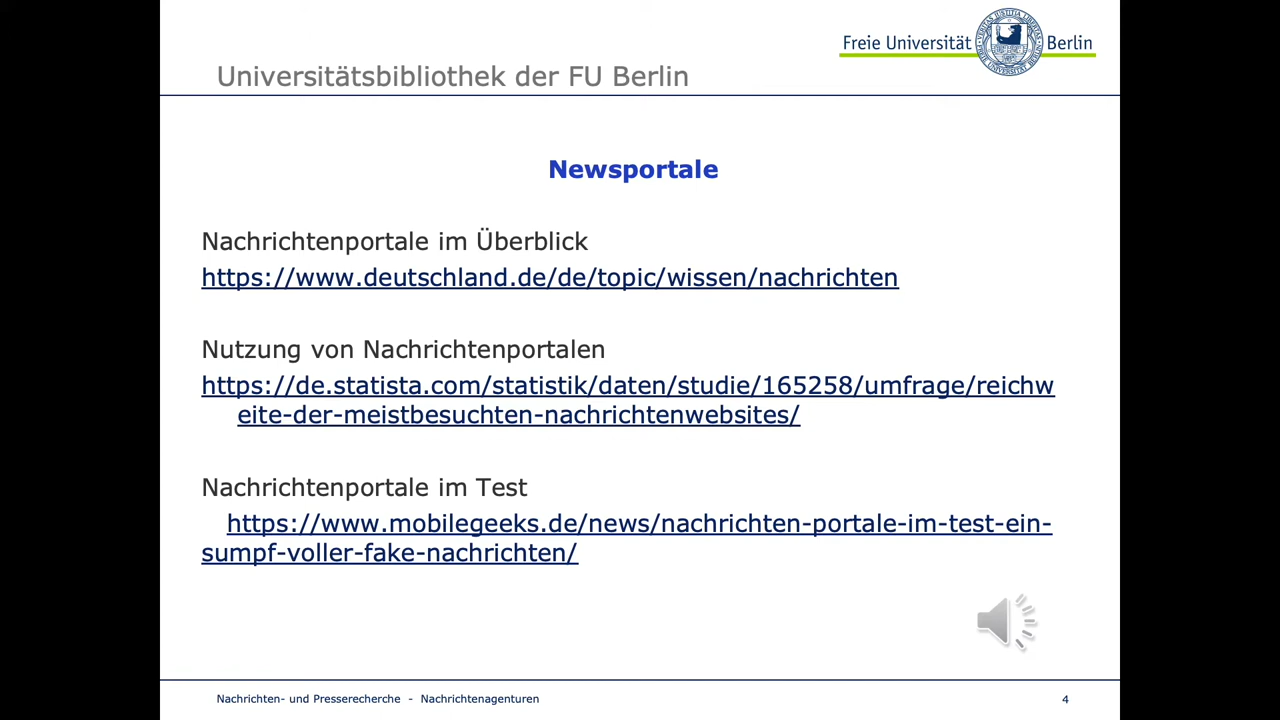 Freie Universität Berlin
Universitätsbibliothek der FU Berlin
Newsportale
Nachrichtenportale im Überblick
https://www.deutschland.de/de/topic/wissen/nachrichten
Nutzung von Nachrichtenportalen
https://de.statista.com/statistik/daten/studie/165258/umfrage/reichw
eite-der-meistbesuchten-nachrichtenwebsites/
Nachrichtenportale im Test
https://www.mobilegeeks.de/news/nachrichten-portale-im-test-ein-
sumpf-voller-fake-nachrichten/
Nachrichten- und Presserecherche - Nachrichtenagenturen
4